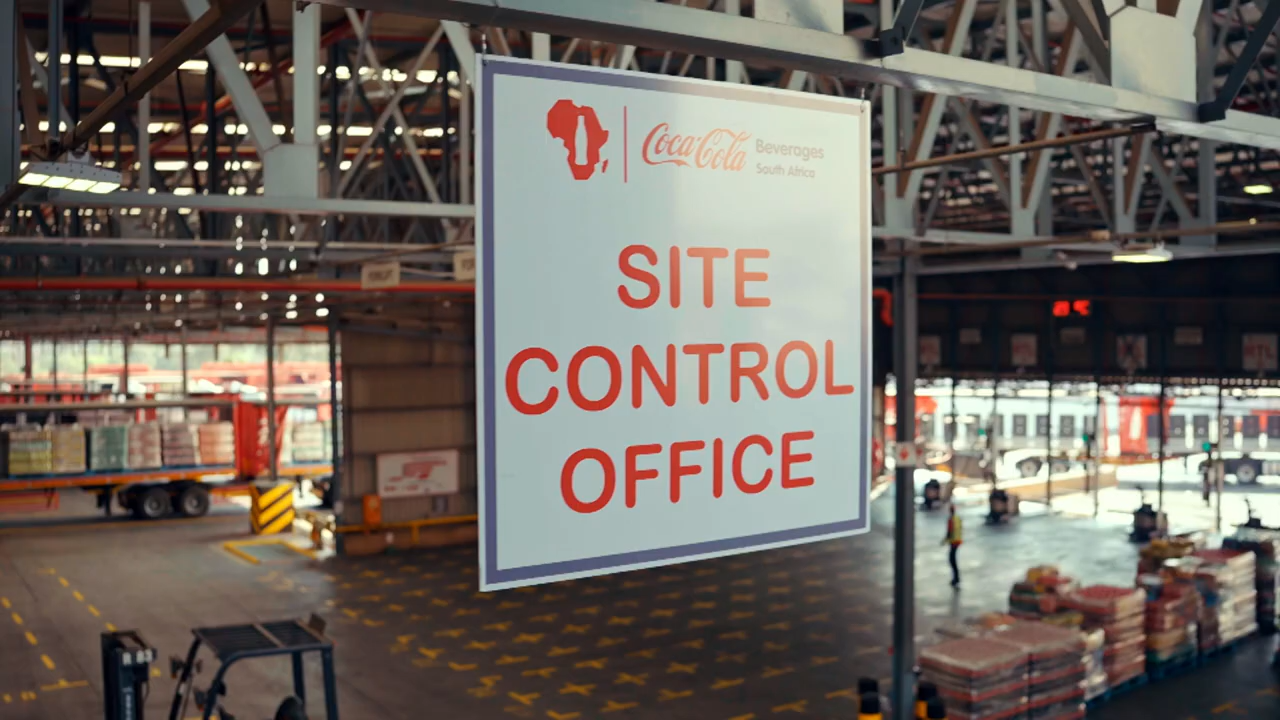 Coca-Cola Beverages
South Africa
SITE
CONTROL
OFFICE